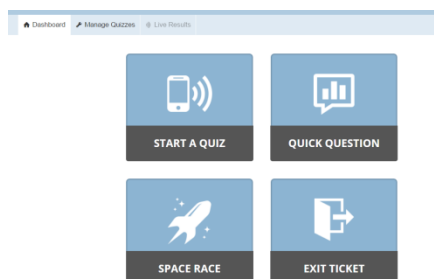 Dashboard Manage Quizzes Live Results
START A QUIZ QUICK QUESTION
SPACE RACE EXIT TICKET